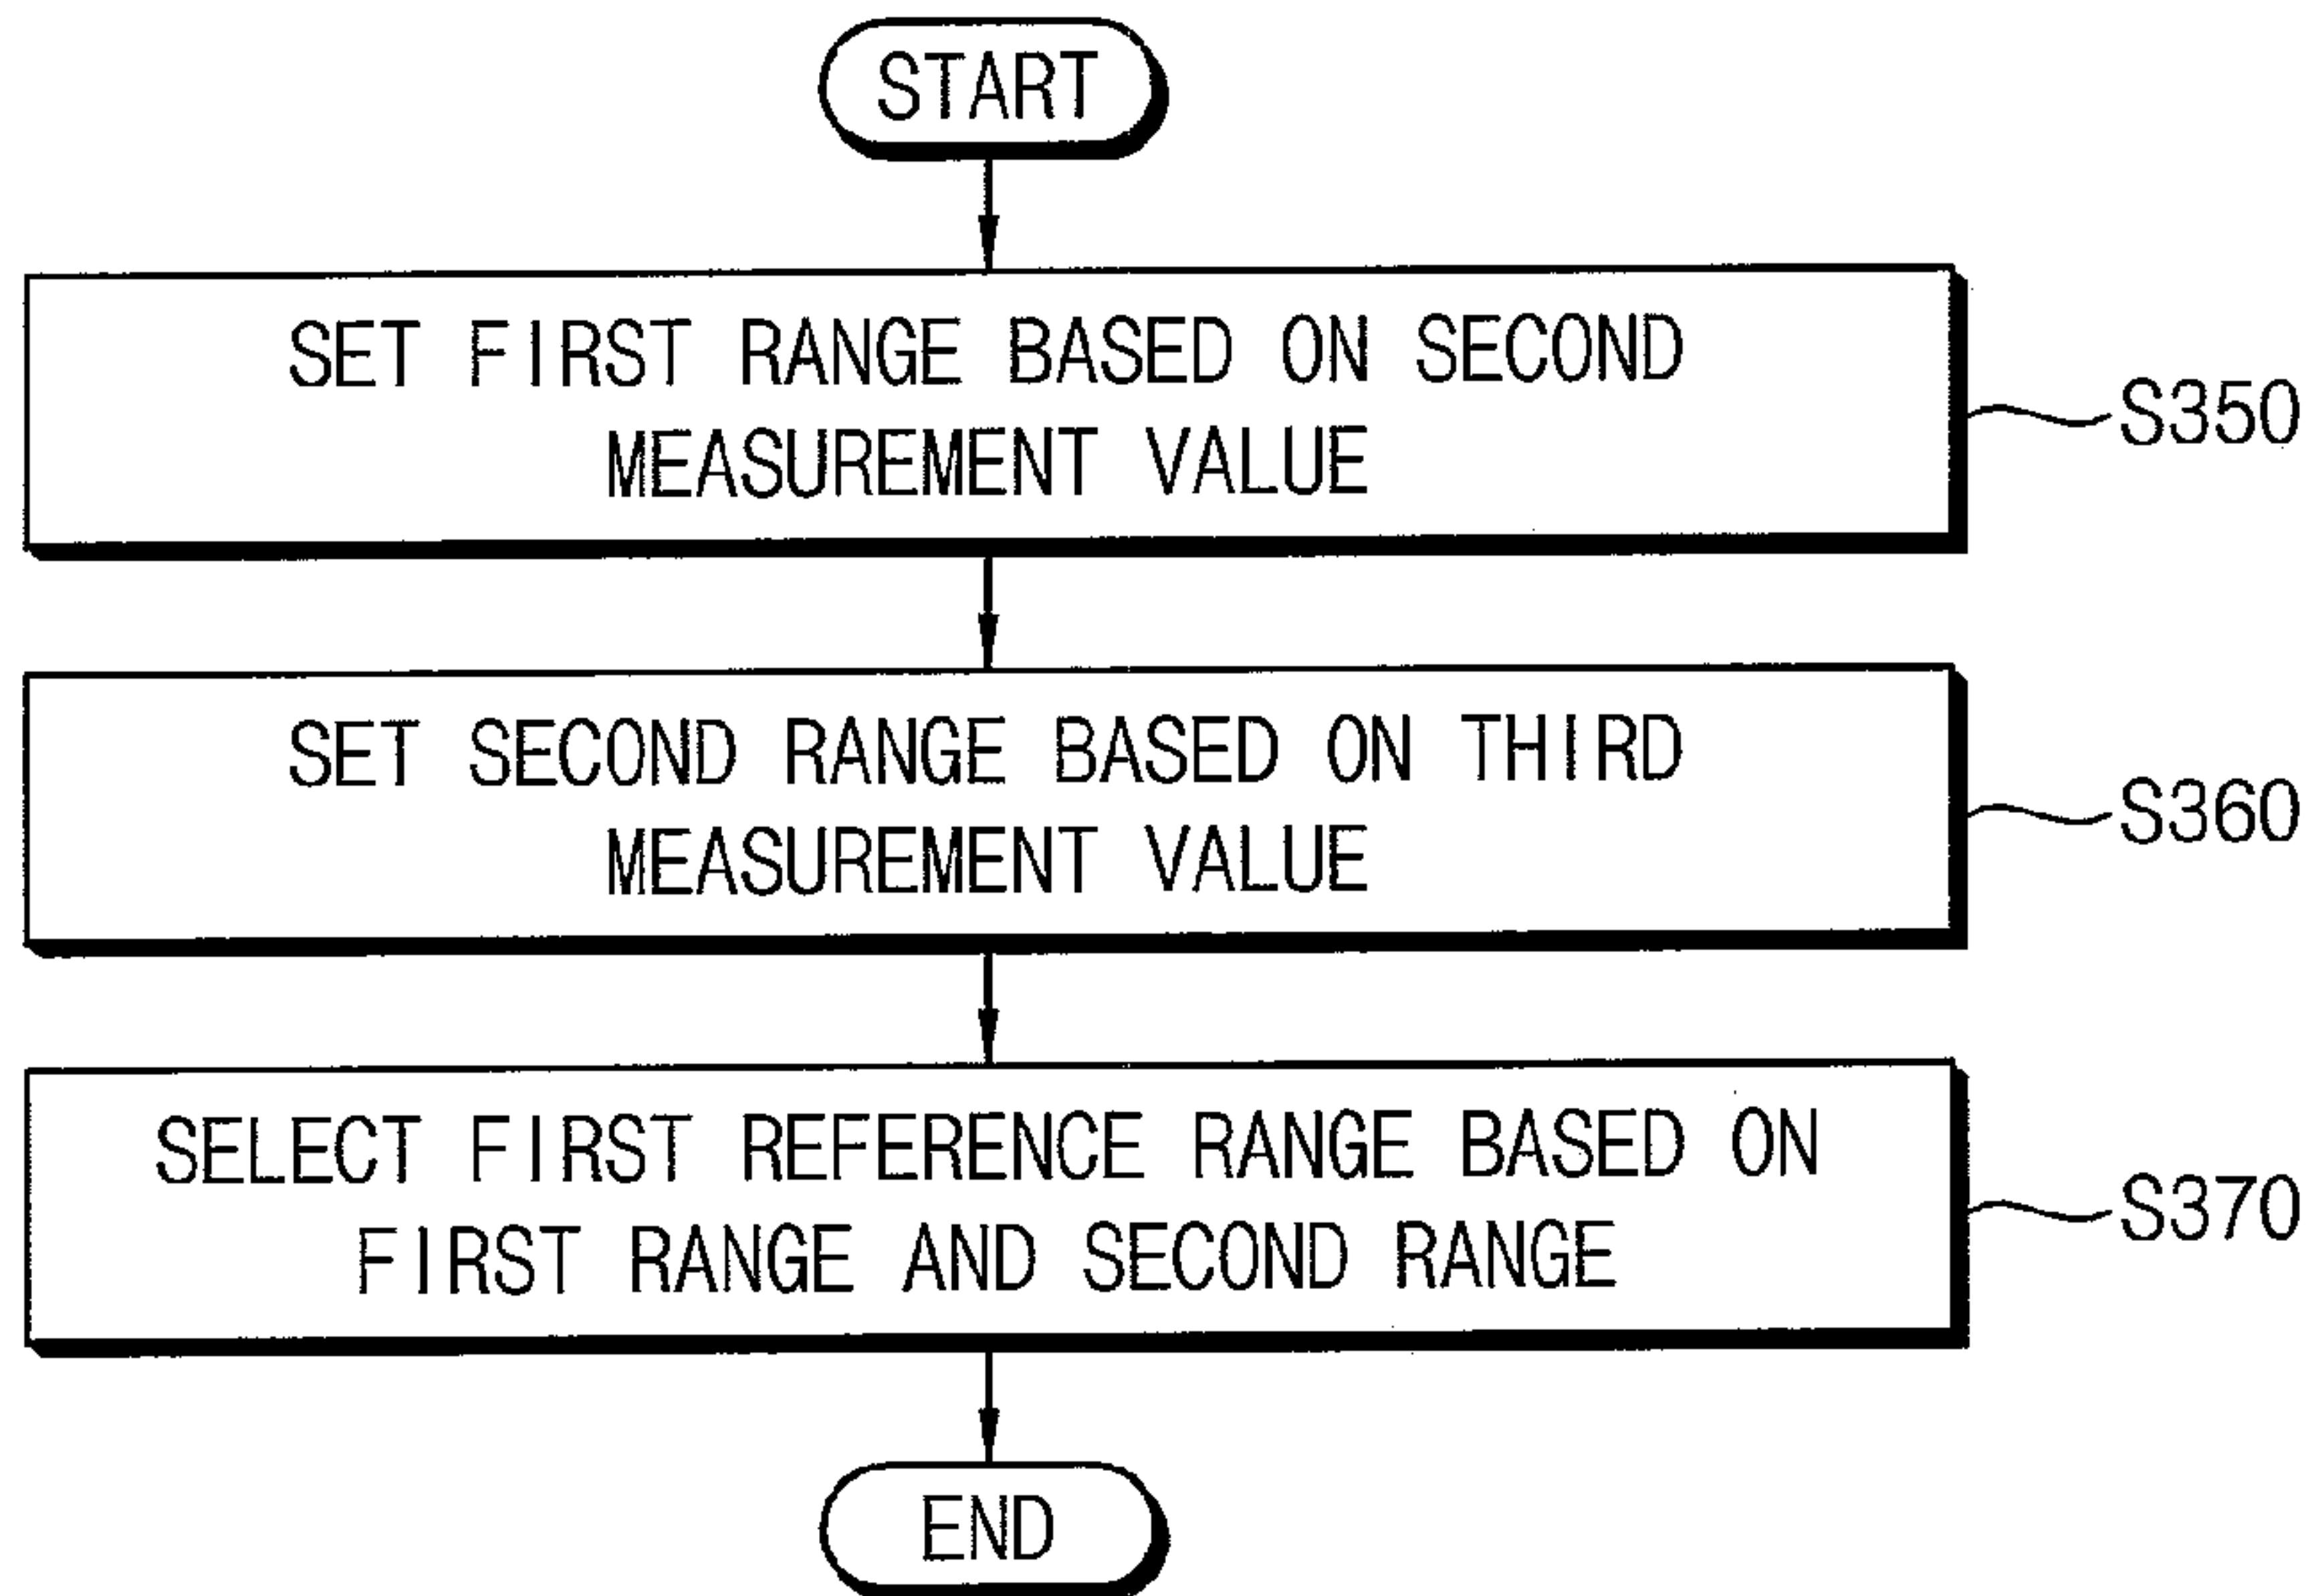 START
SET FIRST RANGE BASED ON SECOND
MEASUREMENT VALUE
S350
SET SECOND RANGE BASED ON THIRD
MEASUREMENT VALUE
S360
SELECT FIRST REFERENCE RANGE BASED ON
FIRST RANGE AND SECOND RANGE
S370
END